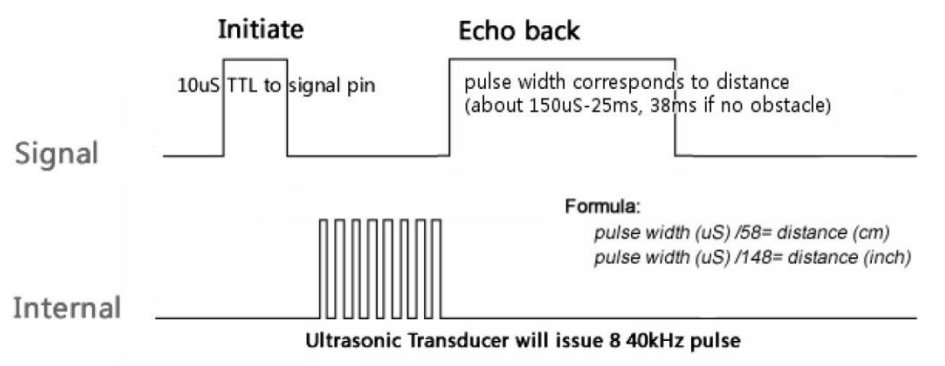 Initiate
Echo back
10uS TTL to signal pin
pulse width corresponds to distance
(about 150uS-25ms, 38ms if no obstacle)
Signal
Formula:
pulse width (uS) /58= distance (cm)
pulse width (uS) /148= distance (inch)
Internal
Ultrasonic Transducer will issue 8 40kHz pulse